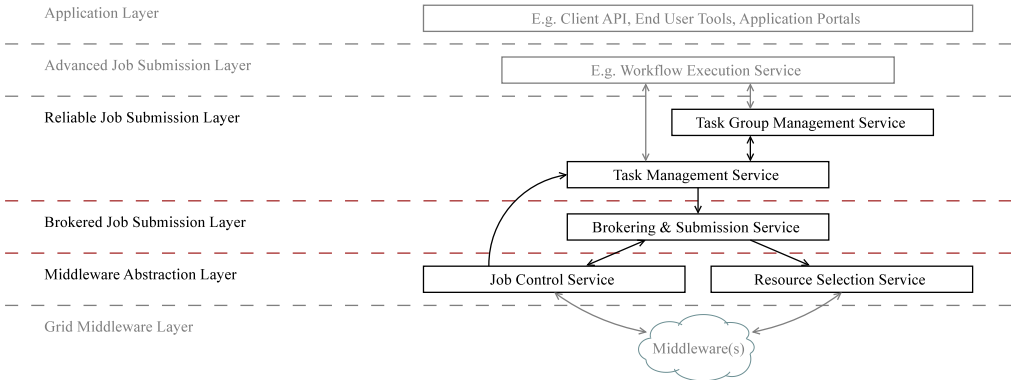 Application Layer
E.g. Client API, End User Tools, Application Portals
Advanced Job Submission Layer
E.g. Workflow Execution Service
Reliable Job Submission Layer
Task Group Management Service
Task Management Service
Brokered Job Submission Layer
Brokering & Submission Service
Middleware Abstraction Layer
Job Control Service
Resource Selection Service
Grid Middleware Layer
Middleware(s)